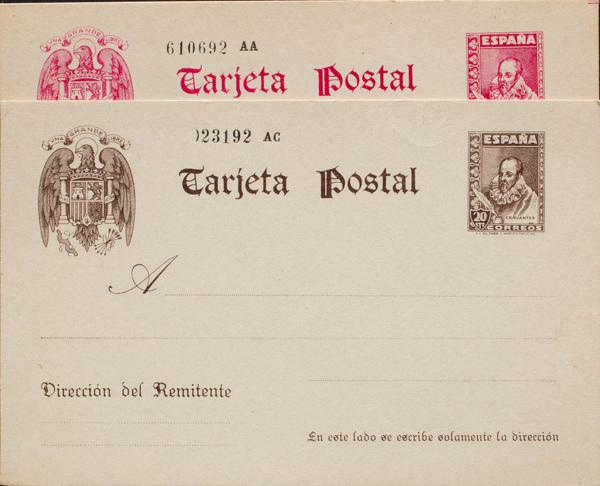 UNA GRANDE LIBRE
610692 AA
ESPAÑA
Tarjeta Postal
UNA GRANDE LIBRE
023192 AC
ESPAÑA
Tarjeta Postal
CERVANTES
20 CTS
CORREOS
A
Dirección del Remitente
En este lado se escribe solamente la dirección